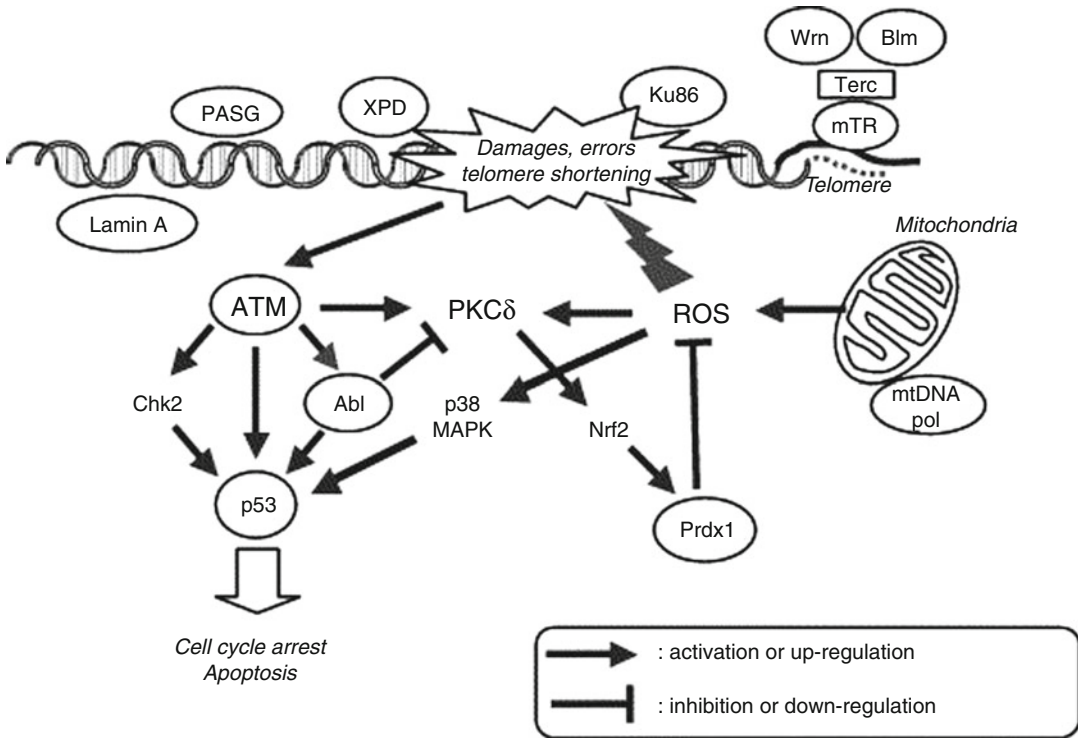 Wrn
Blm
Terc
mTR
Ku86
XPD
PASG
Damages, errors
telomere shortening
Telomere
Lamin A
Mitochondria
ATM
PKCδ
ROS
mtDNA
pol
Chk2
Abl
p38
MAPK
Nrf2
p53
Prdx1
Cell cycle arrest
Apoptosis
: activation or up-regulation
: inhibition or down-regulation